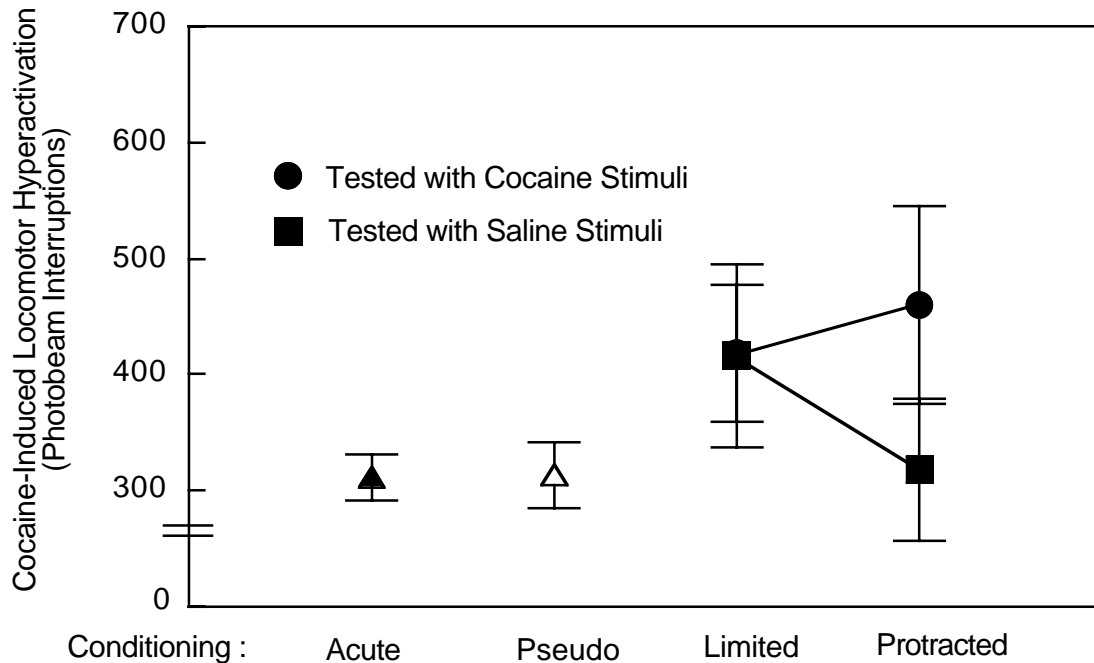 Cocaine-Induced Locomotor Hyperactivation
(Photobeam Interruptions)
700
600
500
400
300
0
Tested with Cocaine Stimuli
Tested with Saline Stimuli
Conditioning : Acute Pseudo Limited Protracted